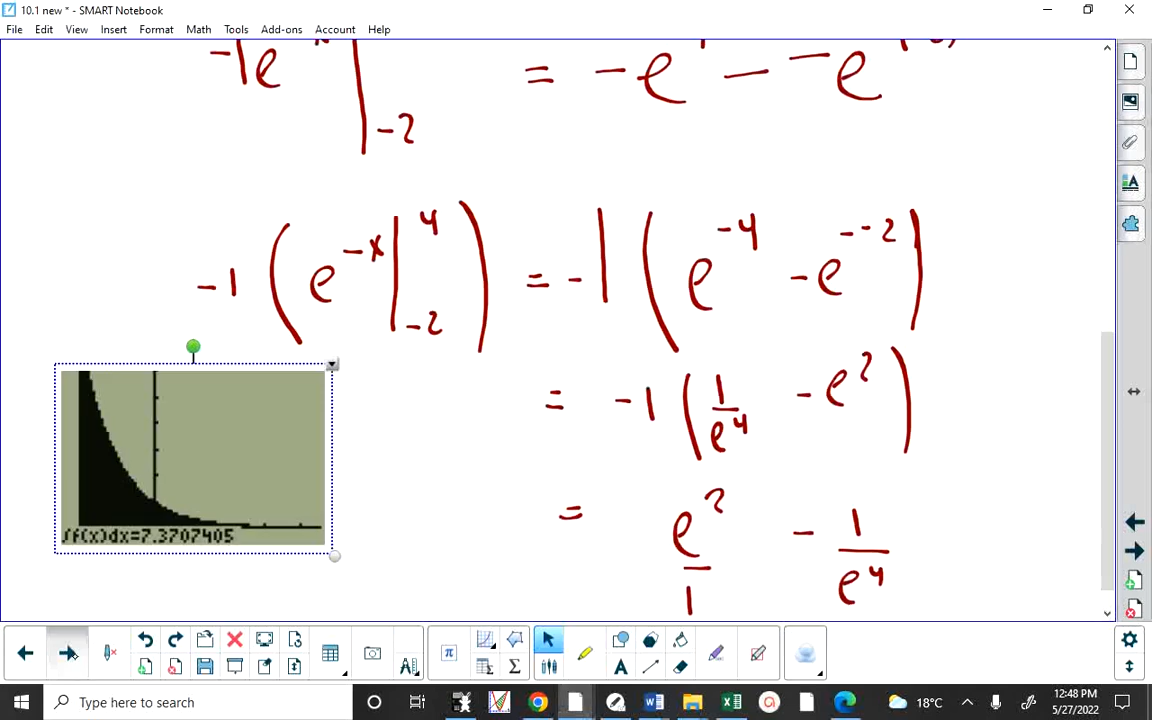 10.1 new * - SMART Notebook
File Edit View Insert Format Math Tools Add-ons Account Help
-1e | -2 = -e - -e
-1 ( e^-x | 4 -2 ) = -1 ( e^-4 - e^--2 )
= -1 ( 1/e^4 - e^2 )
= e^2/1 - 1/e^4
∫f(x)dx=7.3707405
Type here to search
18°C
12:48 PM
5/27/2022